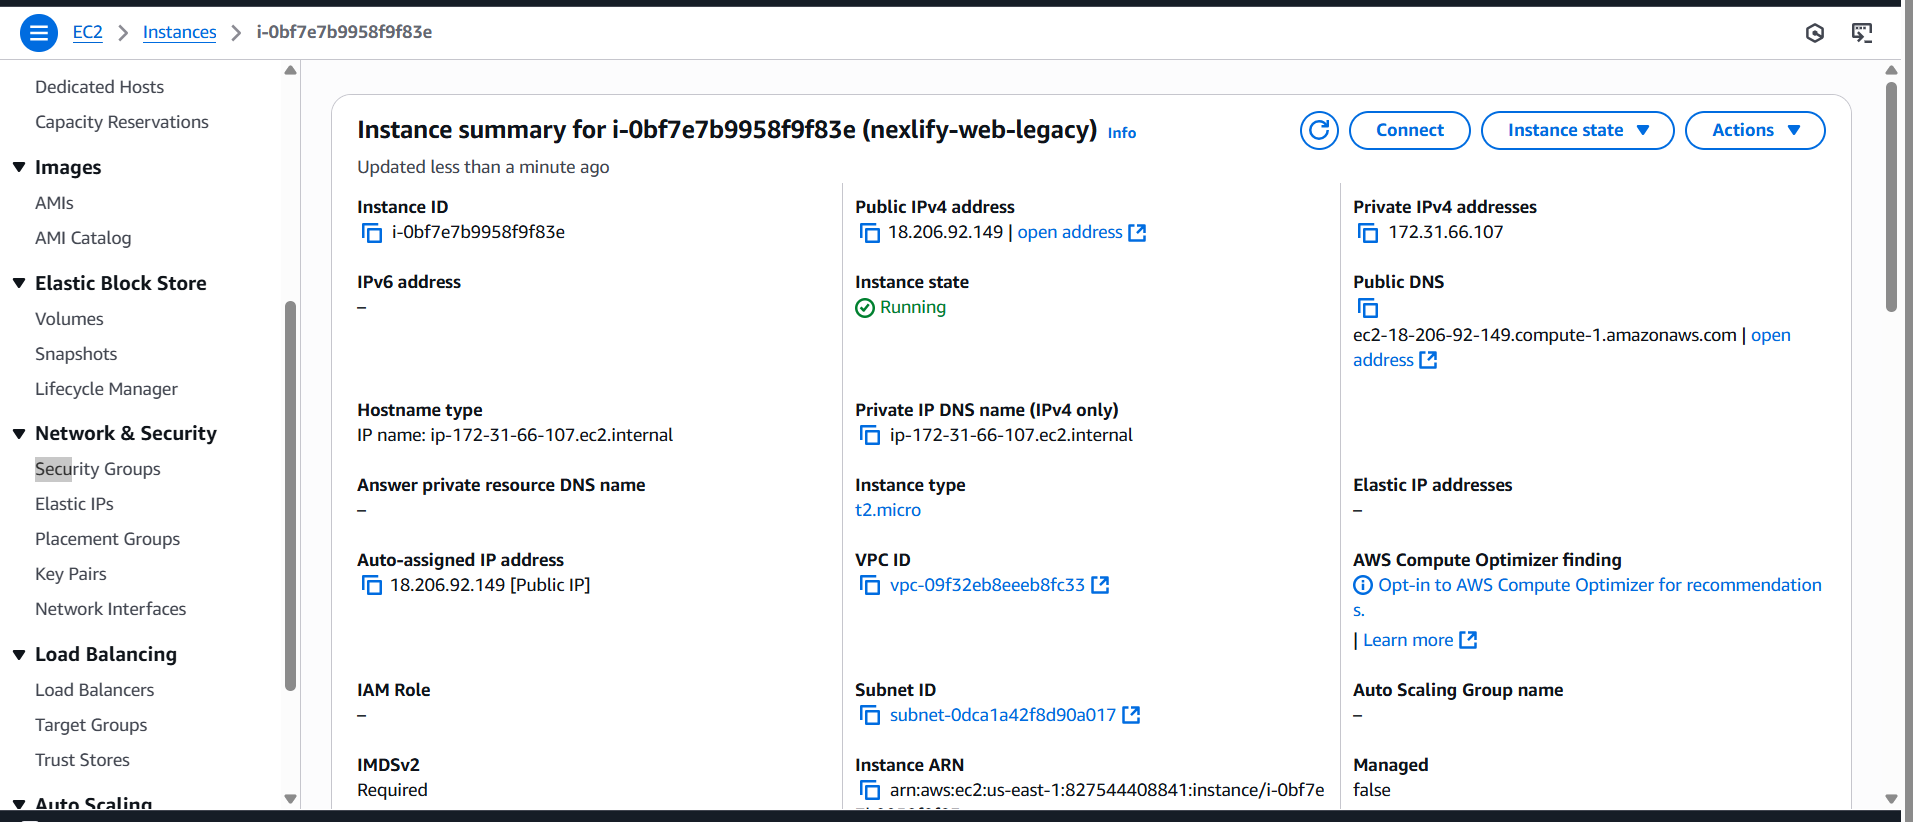 EC2 > Instances > i-0bf7e7b9958f9f83e
Dedicated Hosts
Capacity Reservations
Images
AMIs
AMI Catalog
Elastic Block Store
Volumes
Snapshots
Lifecycle Manager
Network & Security
Security Groups
Elastic IPs
Placement Groups
Key Pairs
Network Interfaces
Load Balancing
Load Balancers
Target Groups
Trust Stores
Auto Scaling
Instance summary for i-0bf7e7b9958f9f83e (nexlify-web-legacy) Info
Connect
Instance state
Actions
Updated less than a minute ago
Instance ID
i-0bf7e7b9958f9f83e
Public IPv4 address
18.206.92.149 | open address
Private IPv4 addresses
172.31.66.107
IPv6 address
–
Instance state
Running
Public DNS
ec2-18-206-92-149.compute-1.amazonaws.com | open
address
Hostname type
IP name: ip-172-31-66-107.ec2.internal
Private IP DNS name (IPv4 only)
ip-172-31-66-107.ec2.internal
Answer private resource DNS name
–
Instance type
t2.micro
Elastic IP addresses
–
Auto-assigned IP address
18.206.92.149 [Public IP]
VPC ID
vpc-09f32eb8eeeb8fc33
AWS Compute Optimizer finding
Opt-in to AWS Compute Optimizer for recommendation
s.
| Learn more
IAM Role
–
Subnet ID
subnet-0dca1a42f8d90a017
Auto Scaling Group name
–
IMDSv2
Required
Instance ARN
arn:aws:ec2:us-east-1:827544408841:instance/i-0bf7e
Managed
false